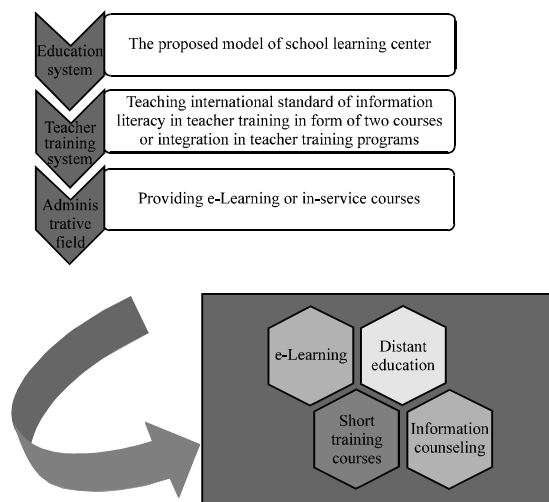 Education
system
The proposed model of school learning center
Teacher
training
system
Teaching international standard of information
literacy in teacher training in form of two courses
or integration in teacher training programs
Adminis
trative
field
Providing e-Learning or in-service courses
e-Learning
Distant
education
Short
training
courses
Information
counseling